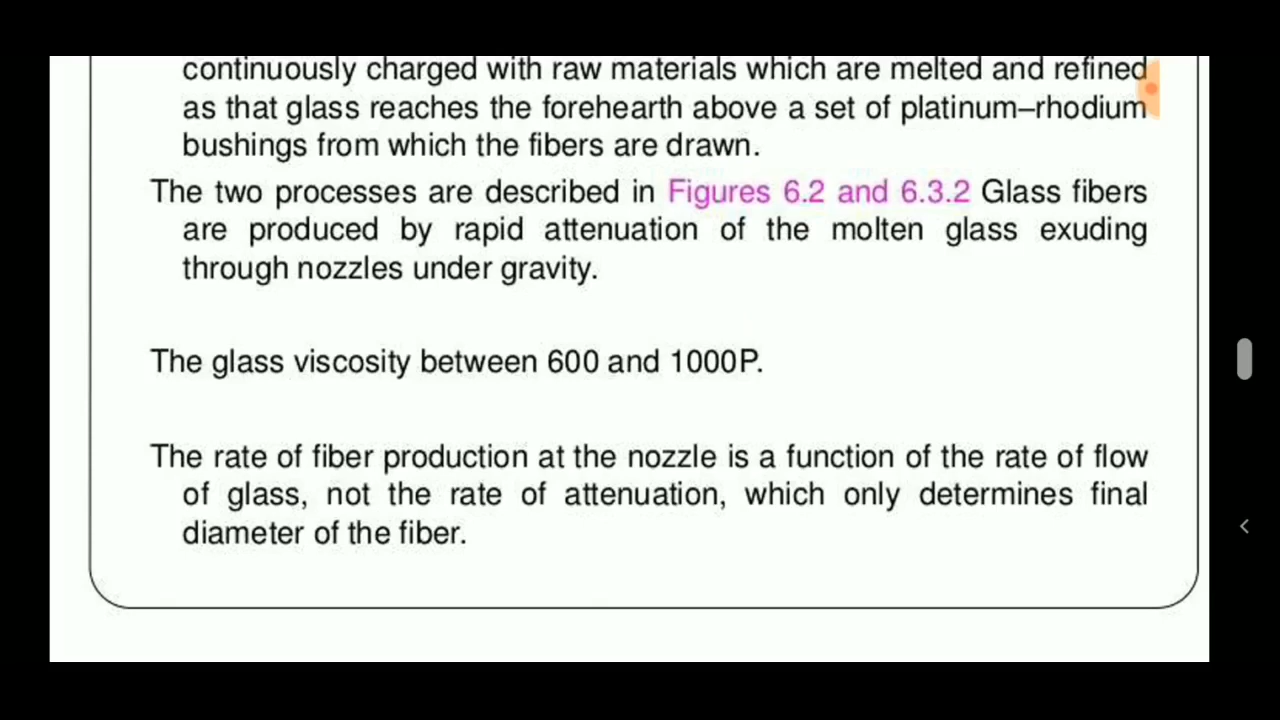 continuously charged with raw materials which are melted and refined
as that glass reaches the forehearth above a set of platinum–rhodium
bushings from which the fibers are drawn.
The two processes are described in Figures 6.2 and 6.3.2 Glass fibers
are produced by rapid attenuation of the molten glass exuding
through nozzles under gravity.
The glass viscosity between 600 and 1000P.
The rate of fiber production at the nozzle is a function of the rate of flow
of glass, not the rate of attenuation, which only determines final
diameter of the fiber.